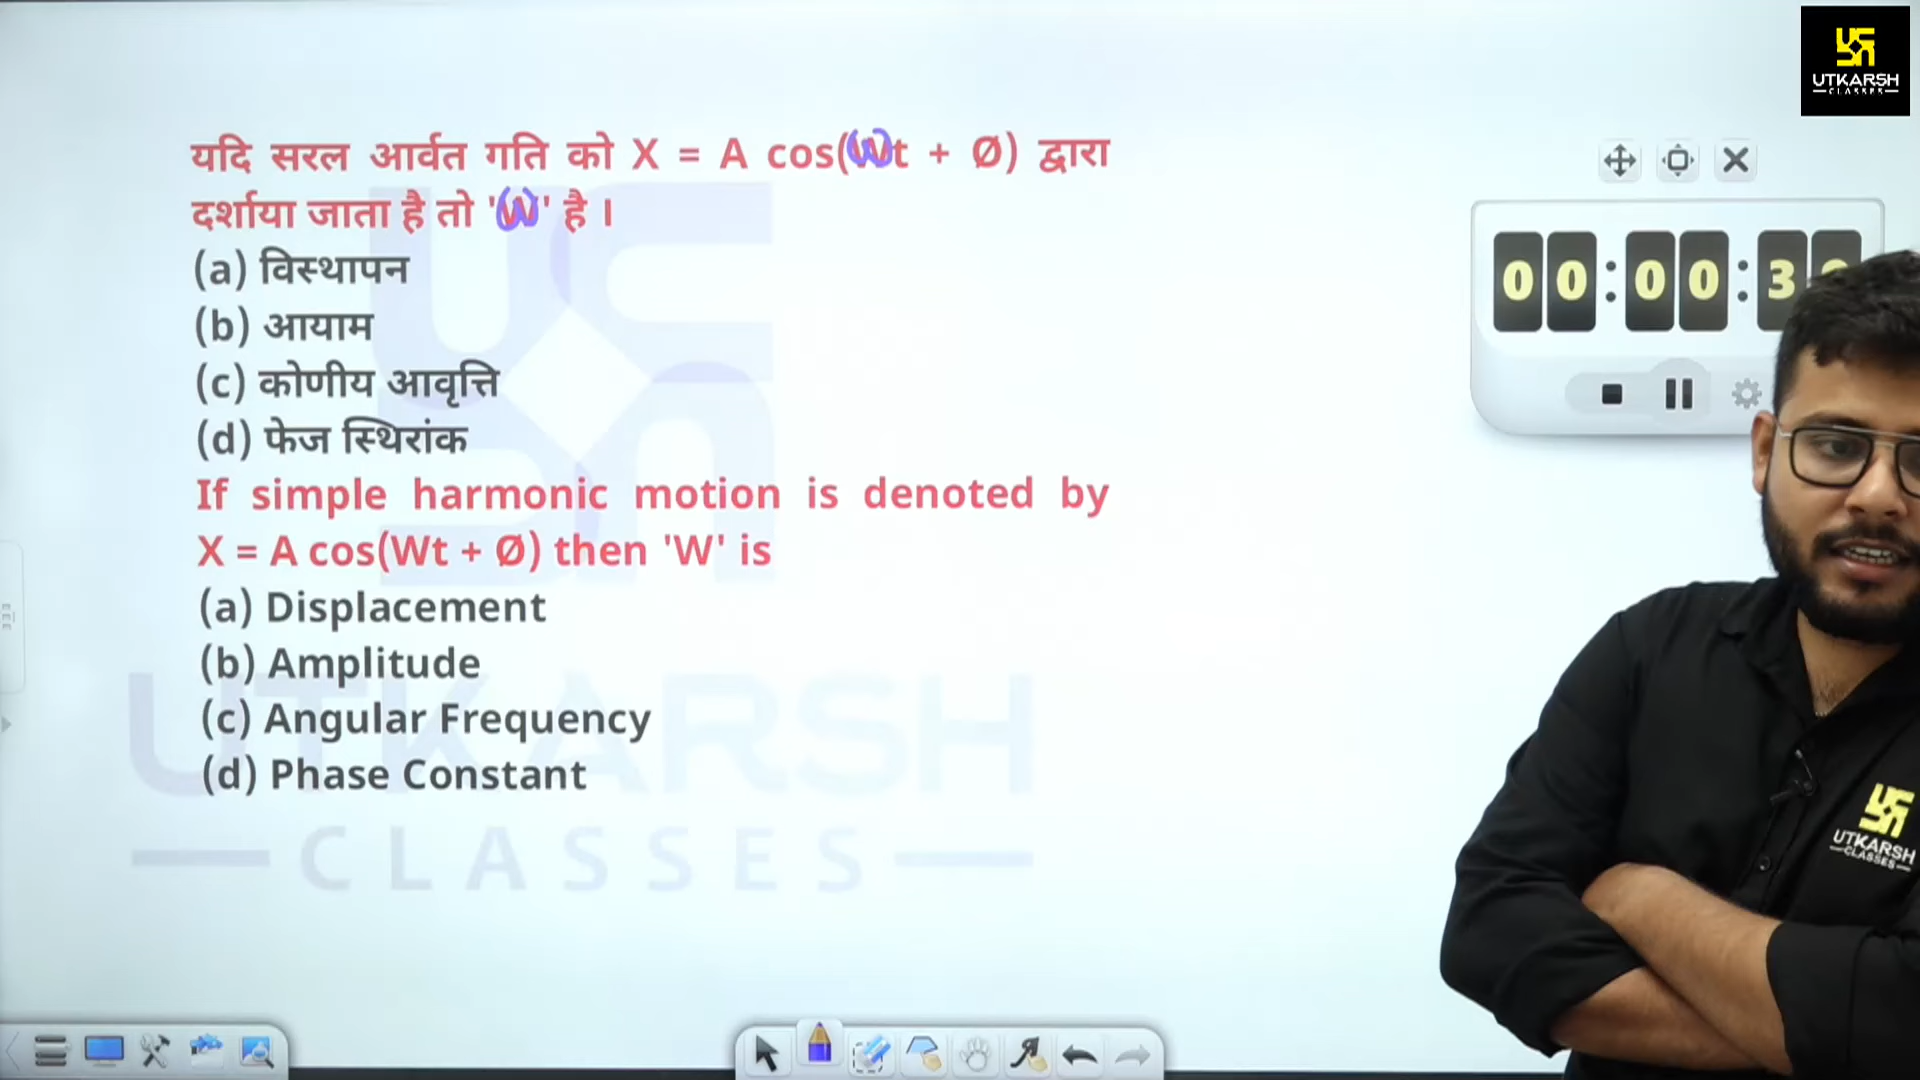 यदि सरल आर्वत गति को X = A cos(ωt + Ø) द्वारा
दर्शाया जाता है तो 'ω' है ।
(a) विस्थापन
(b) आयाम
(c) कोणीय आवृत्ति
(d) फेज स्थिरांक
If simple harmonic motion is denoted by
X = A cos(Wt + Ø) then 'W' is
(a) Displacement
(b) Amplitude
(c) Angular Frequency
(d) Phase Constant
UTKARSH
CLASSES
UTKARSH
CLASSES
00:00:3
UTKARSH
CLASSES